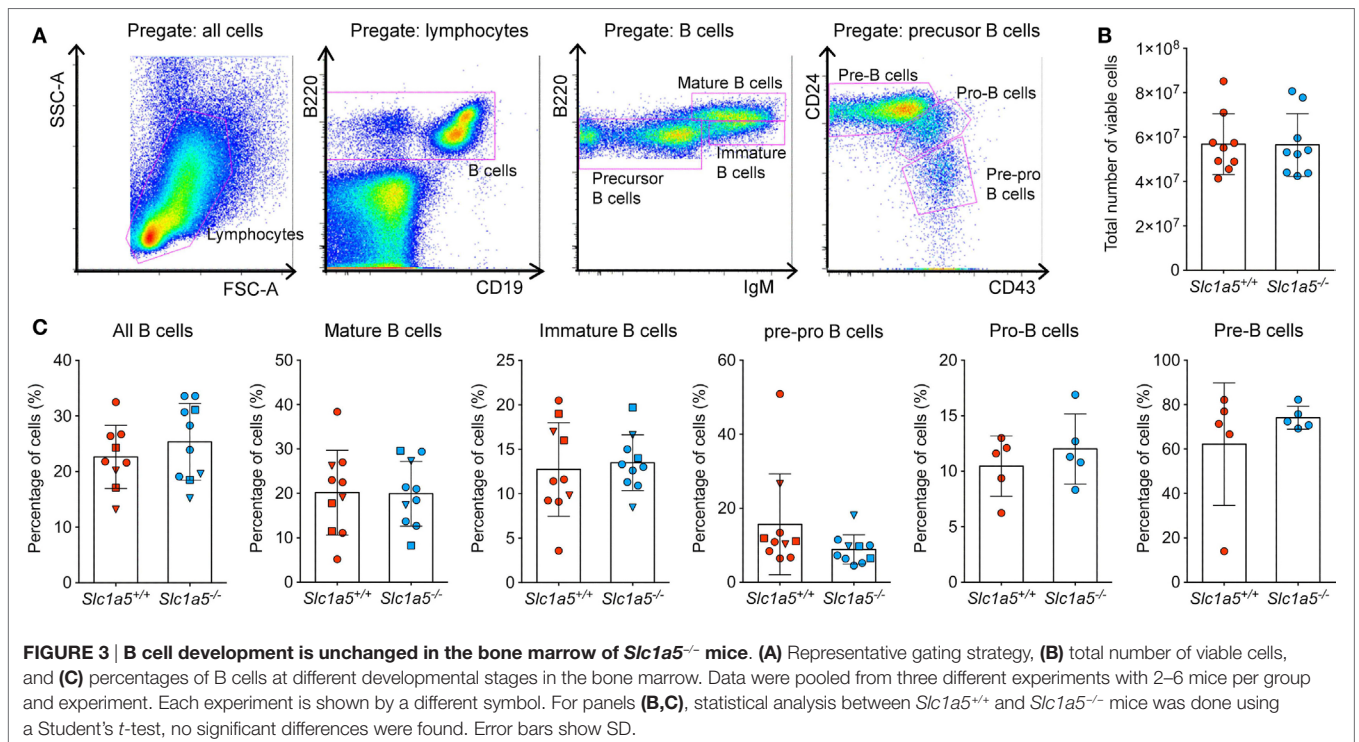 A
Pregate: all cells
Pregate: lymphocytes
Pregate: B cells
Pregate: precusor B cells
SSC-A
Lymphocytes
FSC-A
B220
B cells
CD19
B220
Mature B cells
Immature
B cells
Precursor
B cells
IgM
CD24
Pre-B cells
Pro-B cells
Pre-pro
B cells
CD43
B
Total number of viable cells
1×10⁸
8×10⁷
6×10⁷
4×10⁷
2×10⁷
0
Slc1a5+/+ Slc1a5-/-
C
All B cells
Percentage of cells (%)
40
30
20
10
0
Slc1a5+/+ Slc1a5-/-
Mature B cells
Percentage of cells (%)
50
40
30
20
10
0
Slc1a5+/+ Slc1a5-/-
Immature B cells
Percentage of cells (%)
25
20
15
10
5
0
Slc1a5+/+ Slc1a5-/-
pre-pro B cells
Percentage of cells (%)
60
40
20
0
Slc1a5+/+ Slc1a5-/-
Pro-B cells
Percentage of cells (%)
20
15
10
5
0
Slc1a5+/+ Slc1a5-/-
Pre-B cells
Percentage of cells (%)
100
80
60
40
20
0
Slc1a5+/+ Slc1a5-/-
FIGURE 3 | B cell development is unchanged in the bone marrow of Slc1a5−/− mice. (A) Representative gating strategy, (B) total number of viable cells,
and (C) percentages of B cells at different developmental stages in the bone marrow. Data were pooled from three different experiments with 2–6 mice per group
and experiment. Each experiment is shown by a different symbol. For panels (B,C), statistical analysis between Slc1a5+/+ and Slc1a5−/− mice was done using
a Student's t-test, no significant differences were found. Error bars show SD.